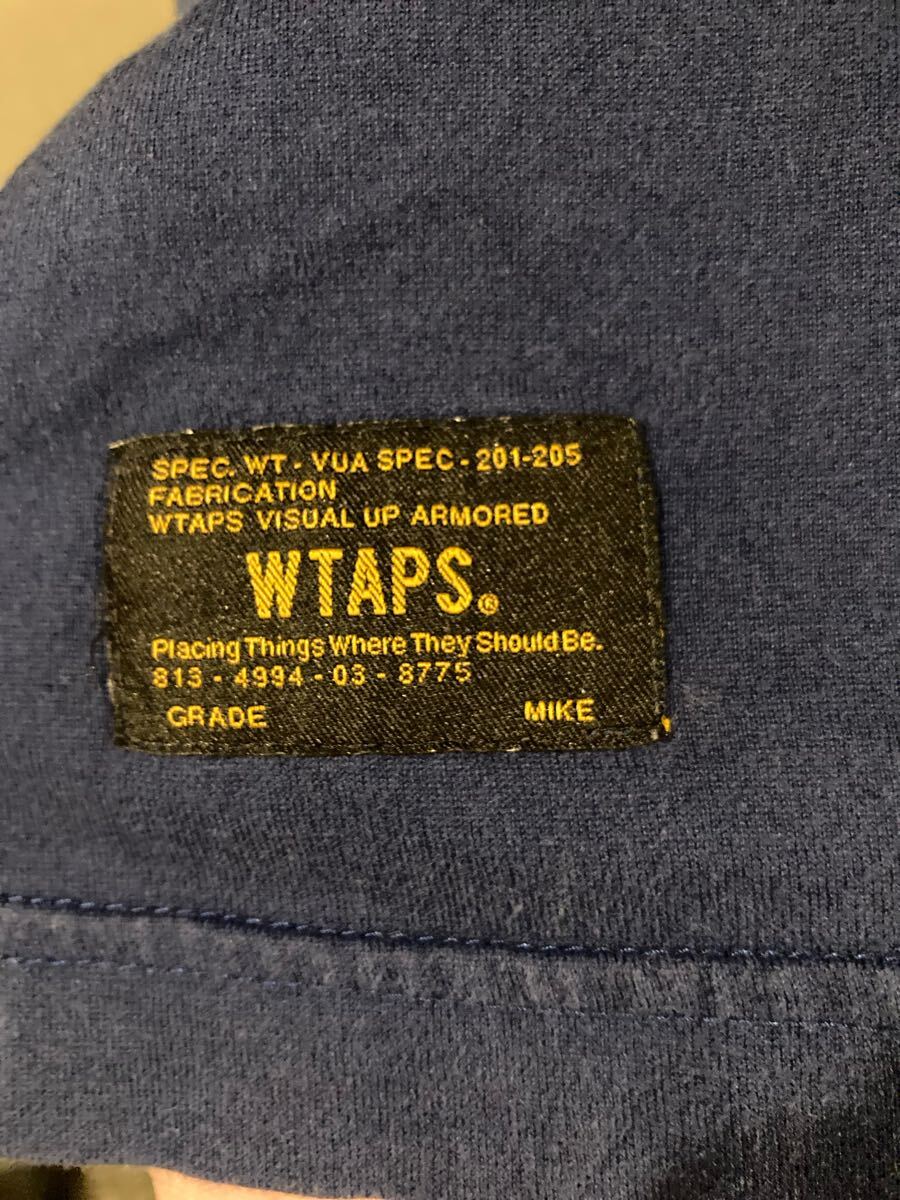 SPEC. WT - VUA SPEC - 201-205
FABRICATION
WTAPS VISUAL UP ARMORED
WTAPS.®
Placing Things Where They Should Be.
813 - 4994 - 03 - 8775
GRADE MIKE